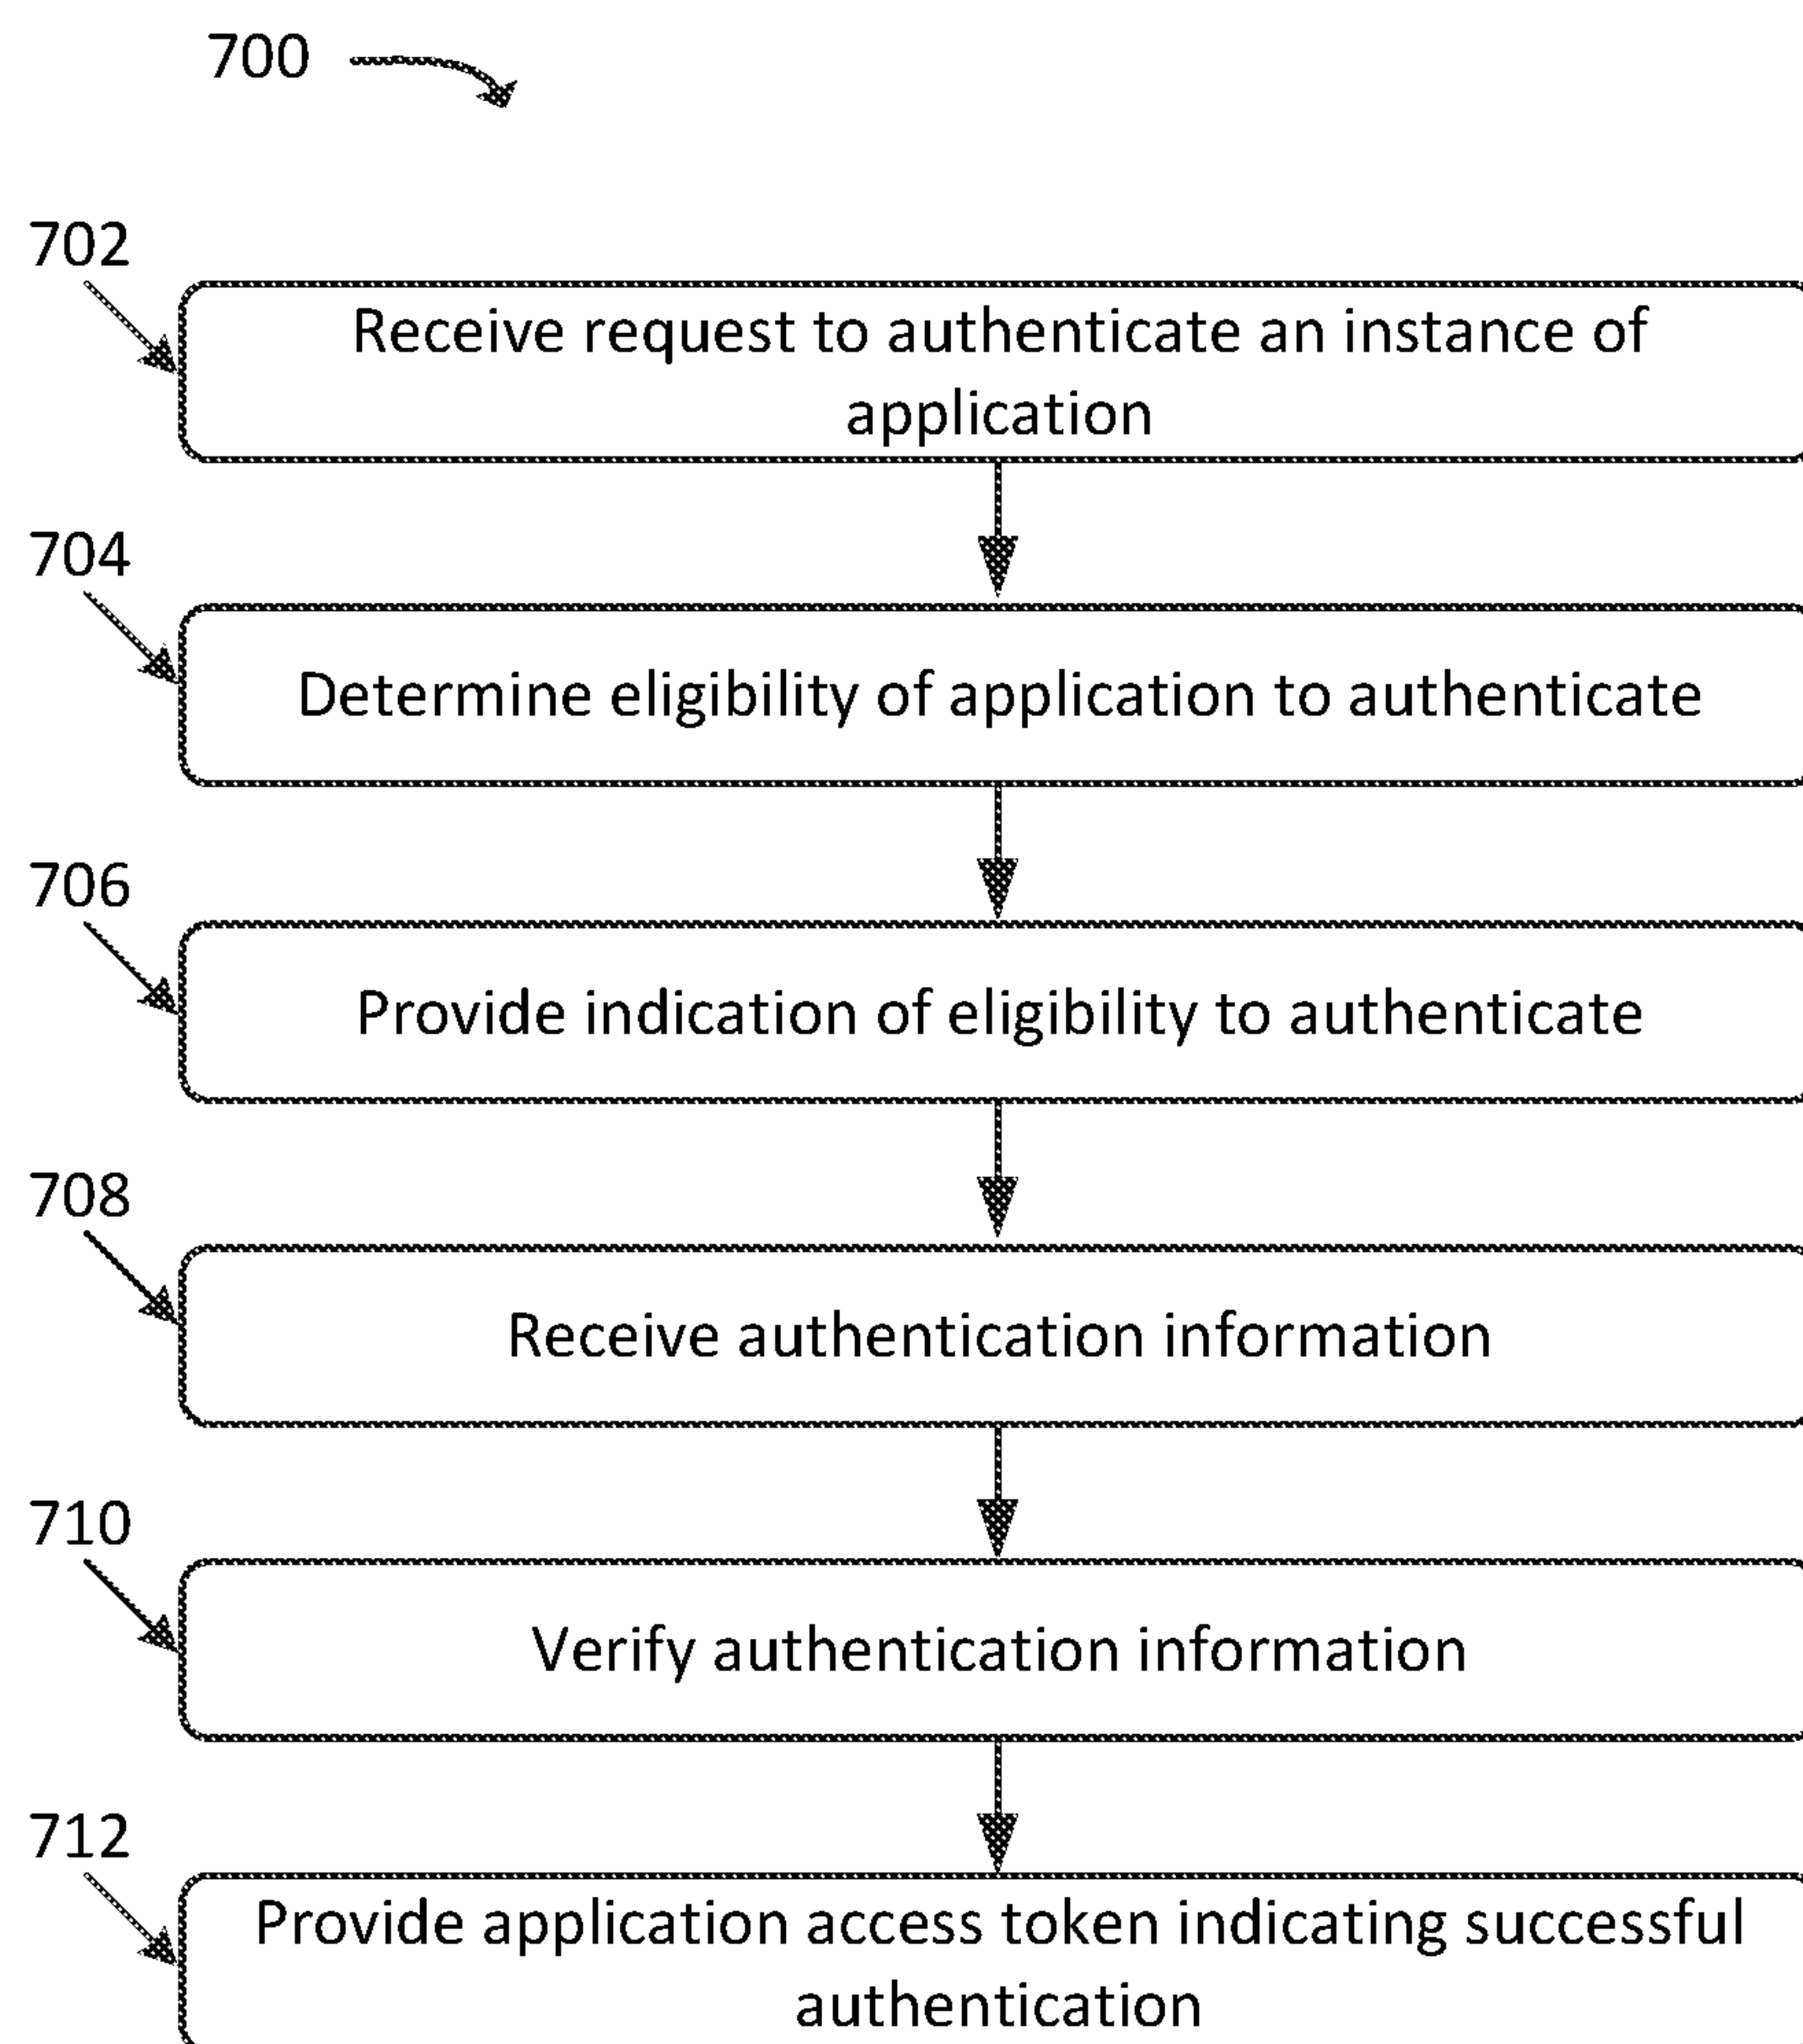 700
702
Receive request to authenticate an instance of
application
704
Determine eligibility of application to authenticate
706
Provide indication of eligibility to authenticate
708
Receive authentication information
710
Verify authentication information
712
Provide application access token indicating successful
authentication